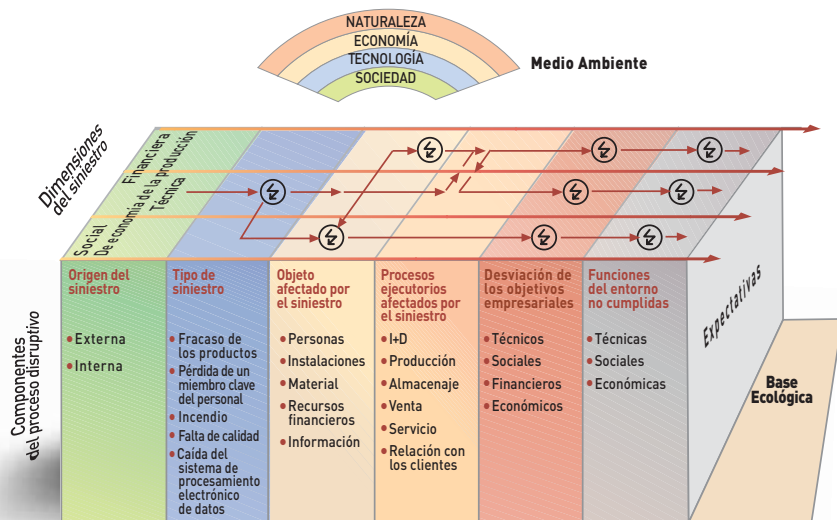 NATURALEZA
ECONOMÍA
TECNOLOGÍA
SOCIEDAD
Medio Ambiente
Dimensiones
del siniestro
Financiera
De economía de la producción
Técnica
Social
Componentes
del proceso disruptivo
Origen del
siniestro
• Externa
• Interna
Tipo de
siniestro
• Fracaso de
los productos
• Pérdida de un
miembro clave
del personal
• Incendio
• Falta de calidad
• Caída del
sistema de
procesamiento
electrónico
de datos
Objeto
afectado por
el siniestro
• Personas
• Instalaciones
• Material
• Recursos
financieros
• Información
Procesos
ejecutorios
afectados por
el siniestro
• I+D
• Producción
• Almacenaje
• Venta
• Servicio
• Relación con
los clientes
Desviación de
los objetivos
empresariales
• Técnicos
• Sociales
• Financieros
• Económicos
Funciones
del entorno
no cumplidas
• Técnicas
• Sociales
• Económicas
Expectativas
Base
Ecológica